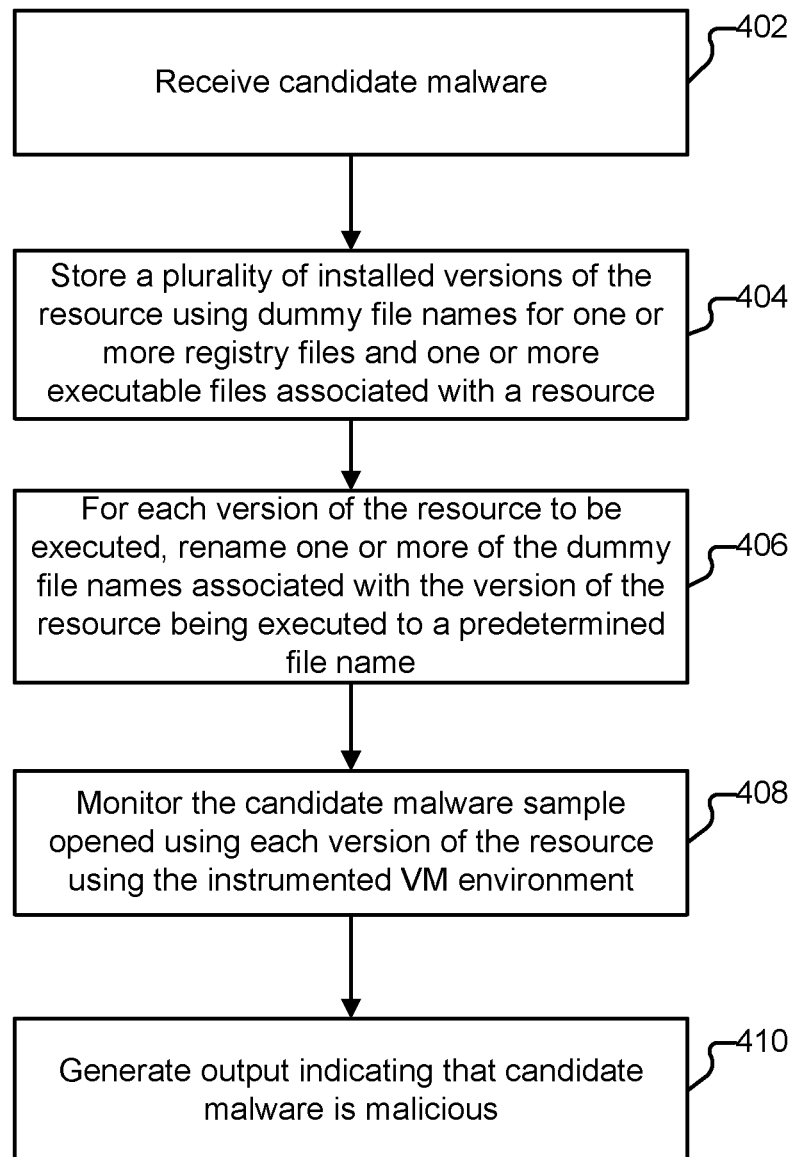 Receive candidate malware
402
Store a plurality of installed versions of the
resource using dummy file names for one or
more registry files and one or more
executable files associated with a resource
404
For each version of the resource to be
executed, rename one or more of the dummy
file names associated with the version of the
resource being executed to a predetermined
file name
406
Monitor the candidate malware sample
opened using each version of the resource
using the instrumented VM environment
408
Generate output indicating that candidate
malware is malicious
410